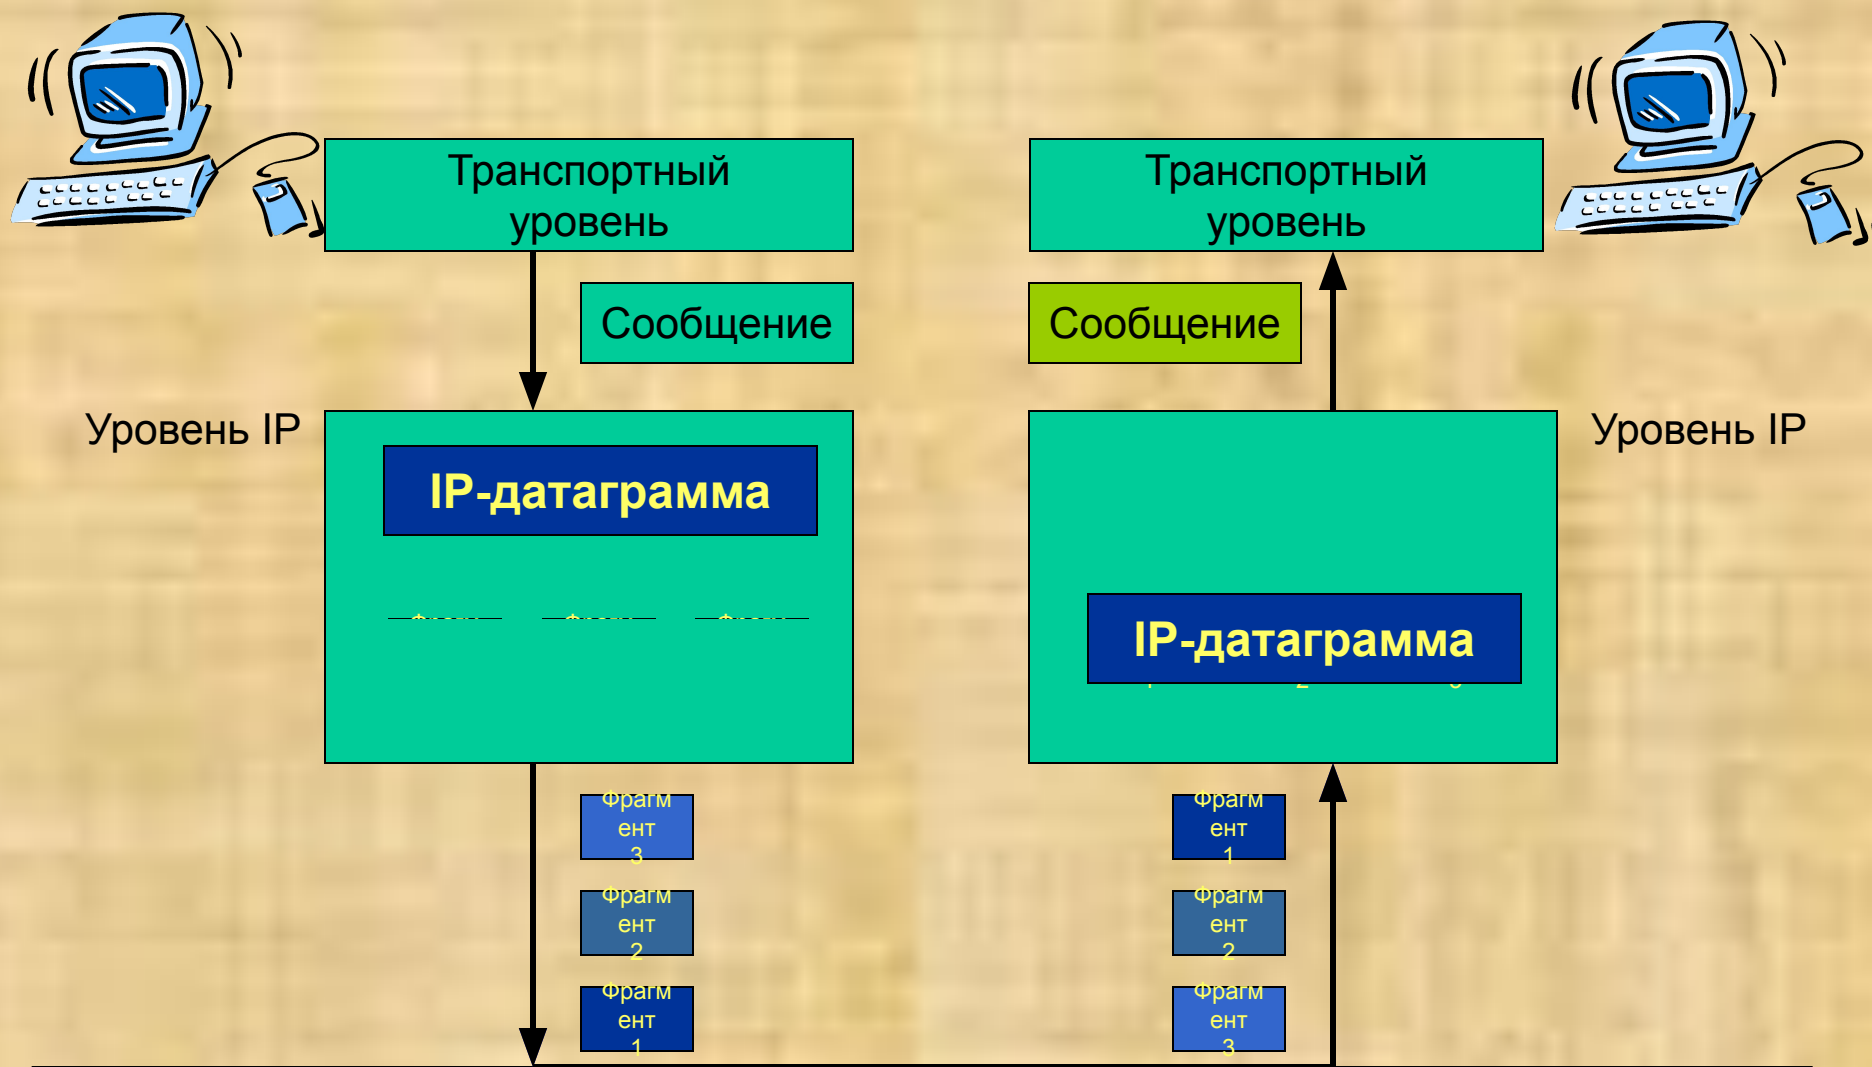 Транспортный
уровень
Транспортный
уровень
Сообщение
Сообщение
Уровень IP
Уровень IP
IP-датаграмма
IP-датаграмма
Фрагм
ент
3
Фрагм
ент
1
Фрагм
ент
2
Фрагм
ент
2
Фрагм
ент
1
Фрагм
ент
3